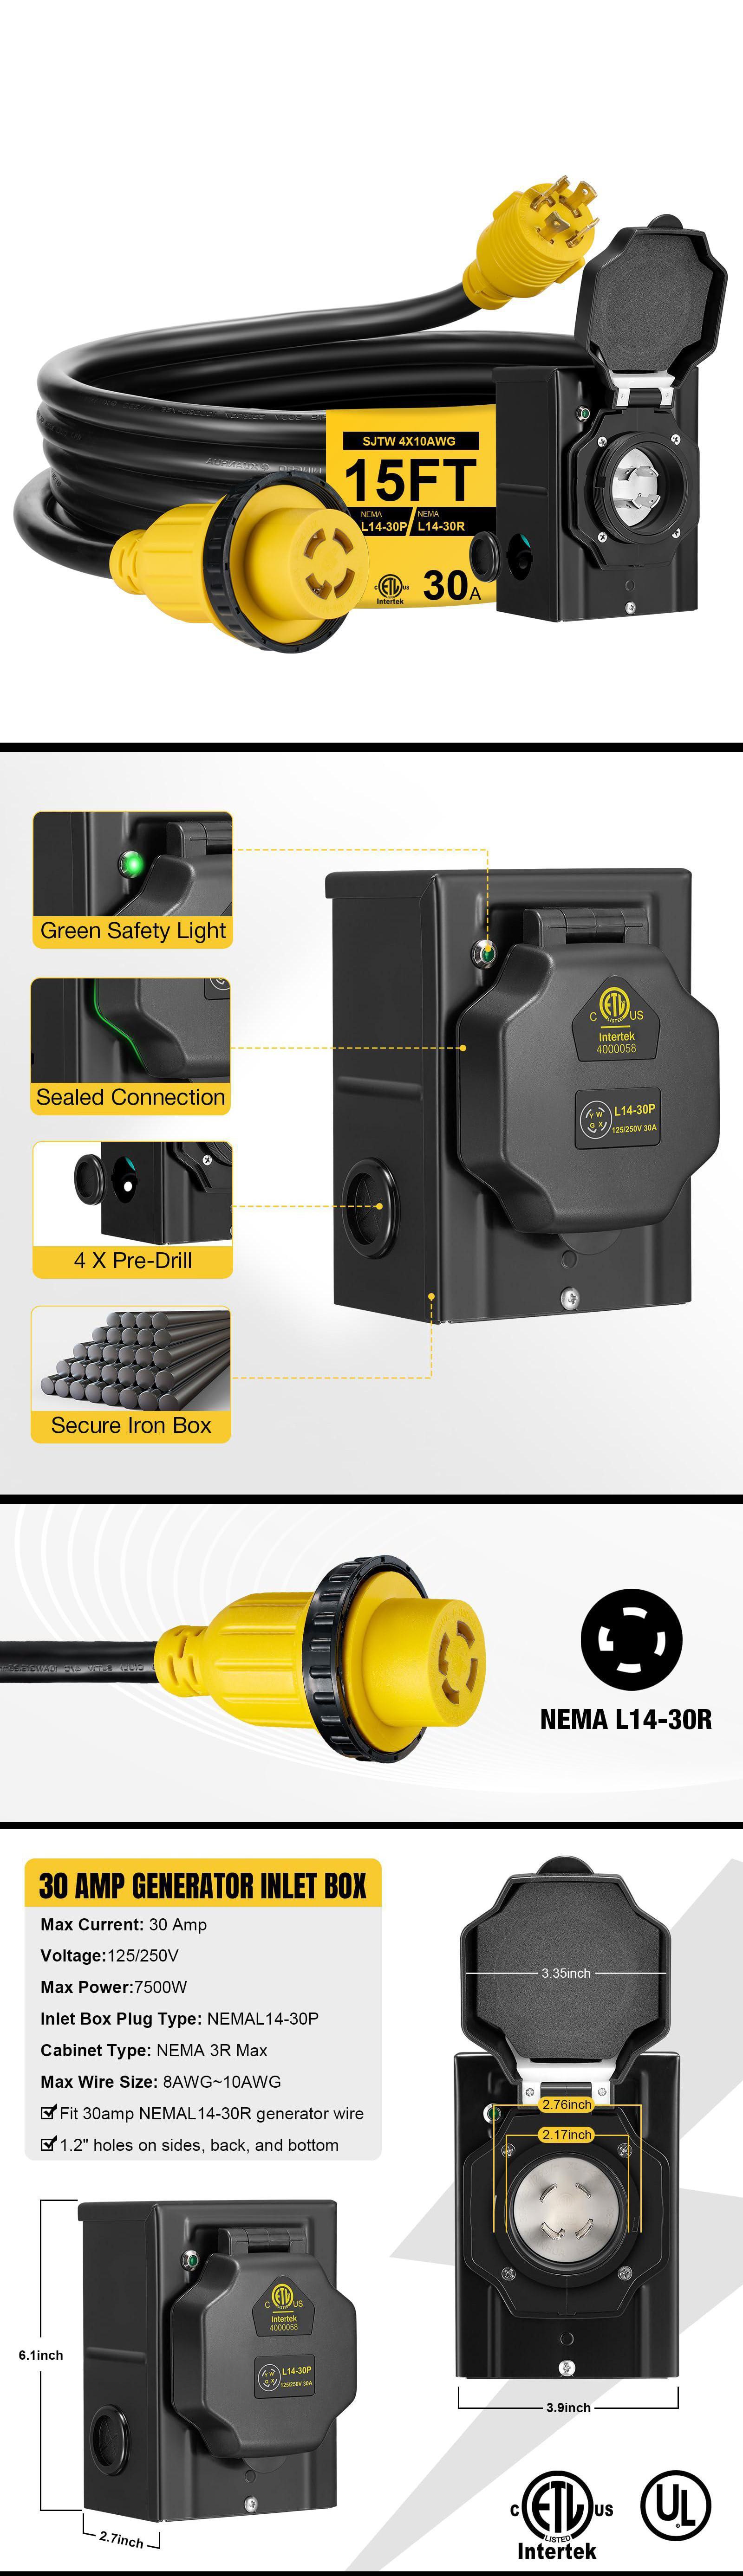 SJTW 4X10AWG
15FT
NEMA
L14-30P/
NEMA
L14-30R
C ETL US
Intertek
30A
Green Safety Light
Sealed Connection
4 X Pre-Drill
Secure Iron Box
C ETL US
LISTED
Intertek
4000058
Y W
G X
L14-30P
125/250V 30A
NEMA L14-30R
30 AMP GENERATOR INLET BOX
Max Current: 30 Amp
Voltage:125/250V
Max Power:7500W
Inlet Box Plug Type: NEMAL14-30P
Cabinet Type: NEMA 3R Max
Max Wire Size: 8AWG~10AWG
Fit 30amp NEMAL14-30R generator wire
1.2" holes on sides, back, and bottom
3.35inch
2.76inch
2.17inch
3.9inch
6.1inch
2.7inch
C ETL US
Intertek
4000058
Y W
G X
L14-30P
125/250V 30A
C ETL US
LISTED
Intertek
UL